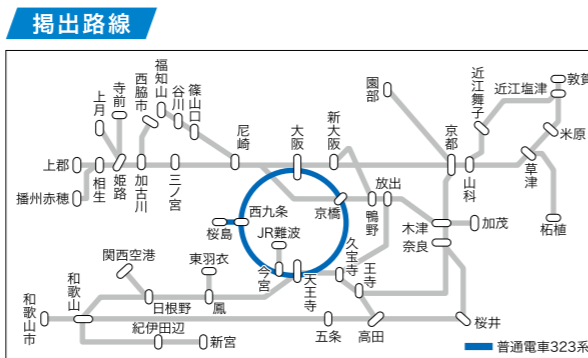 掲出路線
敦賀
近江塩津
近江舞子
米原
草津
柘植
京都
山科
園部
新大阪
大阪
尼崎
篠山口
谷川
福知山
西脇市
寺前
上月
上郡
播州赤穂
相生
姫路
加古川
三ノ宮
西九条
桜島
JR難波
今宮
天王寺
京橋
鴫野
放出
久宝寺
王寺
木津
加茂
奈良
桜井
高田
五条
関西空港
日根野
東羽衣
鳳
和歌山
和歌山市
紀伊田辺
新宮
普通電車323系